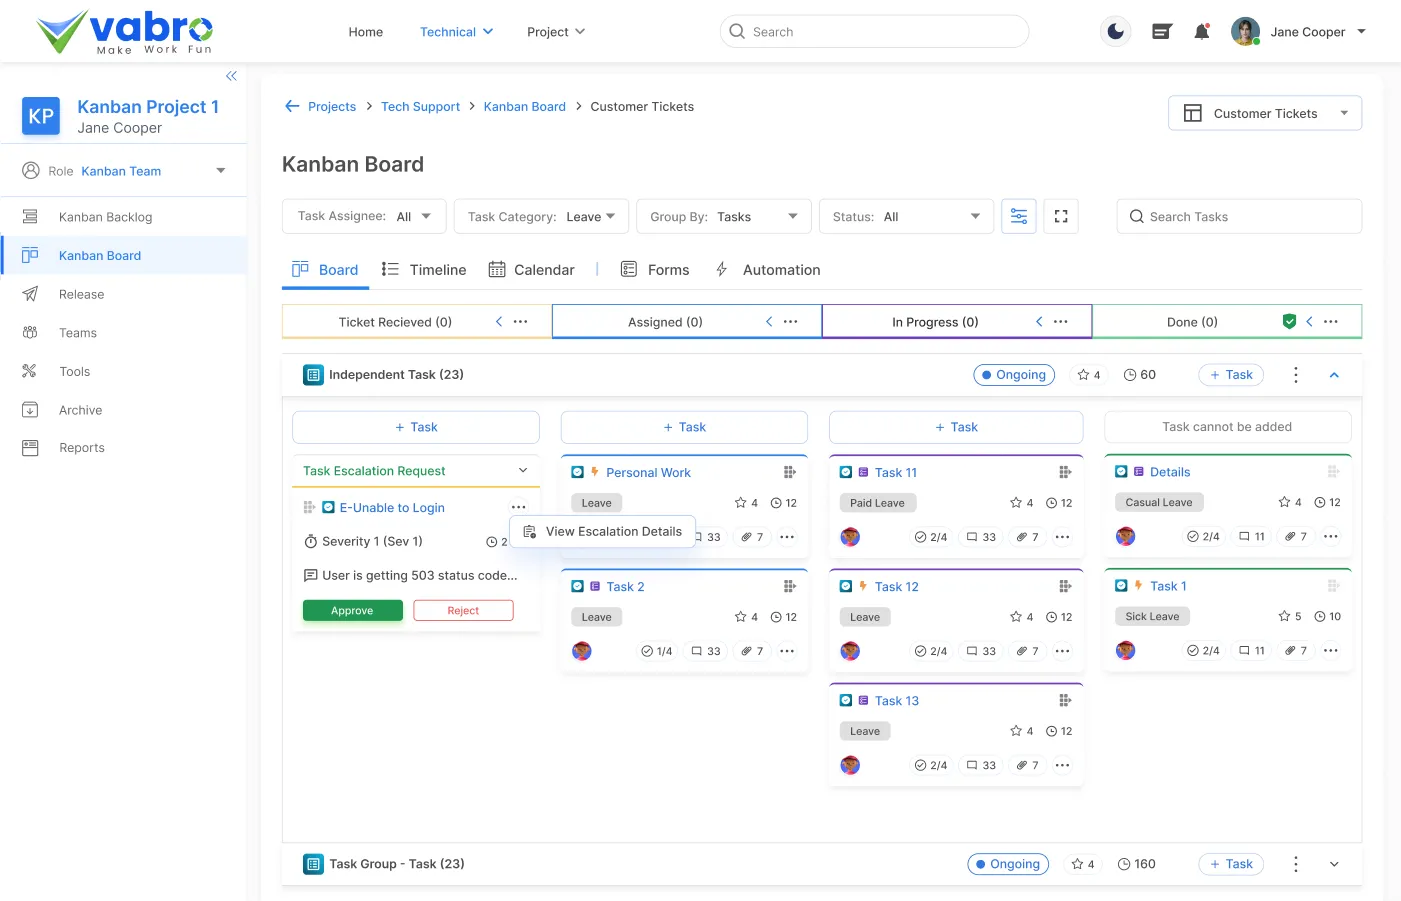 vabro
Make Work Fun
Home
Technical
Project
Search
Jane Cooper
KP
Kanban Project 1
Jane Cooper
Role Kanban Team
Kanban Backlog
Kanban Board
Release
Teams
Tools
Archive
Reports
Projects > Tech Support > Kanban Board > Customer Tickets
Customer Tickets
Kanban Board
Task Assignee: All
Task Category: Leave
Group By: Tasks
Status: All
Search Tasks
Board
Timeline
Calendar
Forms
Automation
Ticket Recieved (0)
Assigned (0)
In Progress (0)
Done (0)
Independent Task (23)
Ongoing
4
60
+ Task
+ Task
+ Task
+ Task
Task cannot be added
Task Escalation Request
E-Unable to Login
Severity 1 (Sev 1)
2
User is getting 503 status code...
Approve
Reject
View Escalation Details
Personal Work
Leave
4
12
33
7
Task 2
Leave
4
12
1/4
33
7
Task 11
Paid Leave
4
12
2/4
33
7
Task 12
Leave
4
12
2/4
33
7
Task 13
Leave
4
12
2/4
33
7
Details
Casual Leave
4
12
2/4
11
7
Task 1
Sick Leave
5
10
2/4
11
7
Task Group - Task (23)
Ongoing
4
160
+ Task